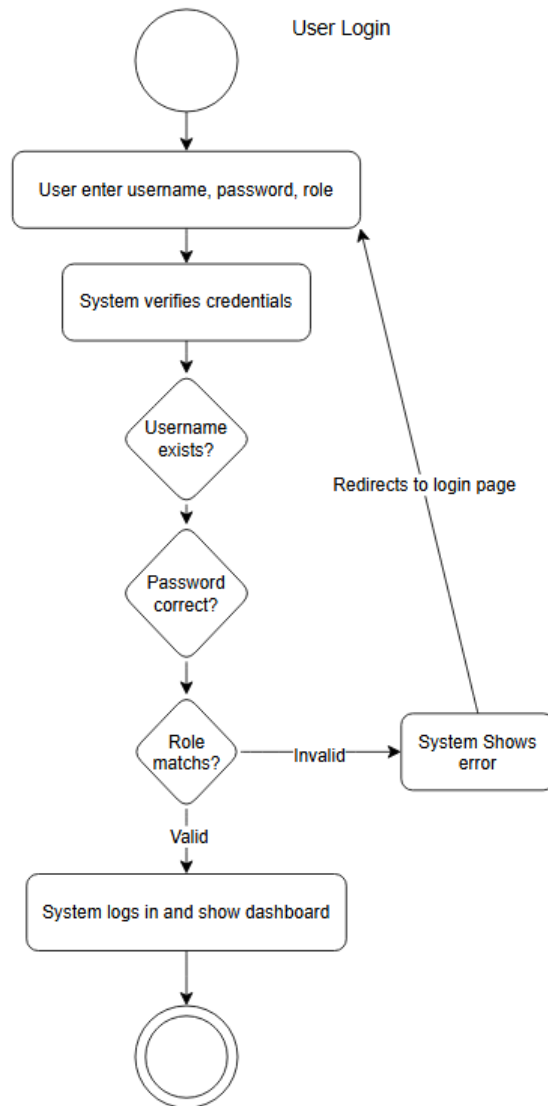 User Login
User enter username, password, role
System verifies credentials
Username
exists?
Redirects to login page
Password
correct?
Role
matchs?
Invalid
System Shows
error
Valid
System logs in and show dashboard